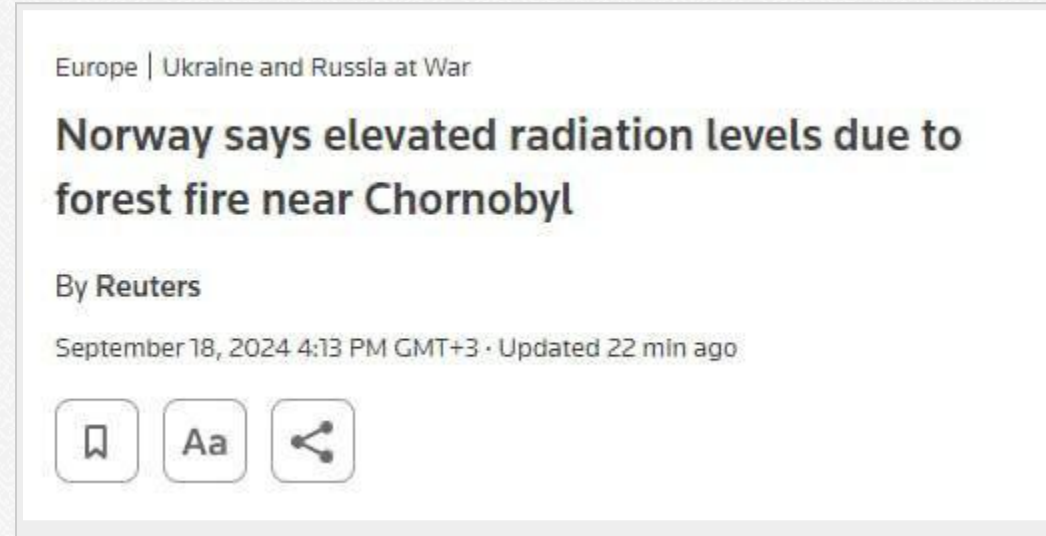 Europe | Ukraine and Russia at War
Norway says elevated radiation levels due to
forest fire near Chornobyl
By Reuters
September 18, 2024 4:13 PM GMT+3 · Updated 22 min ago
Aa